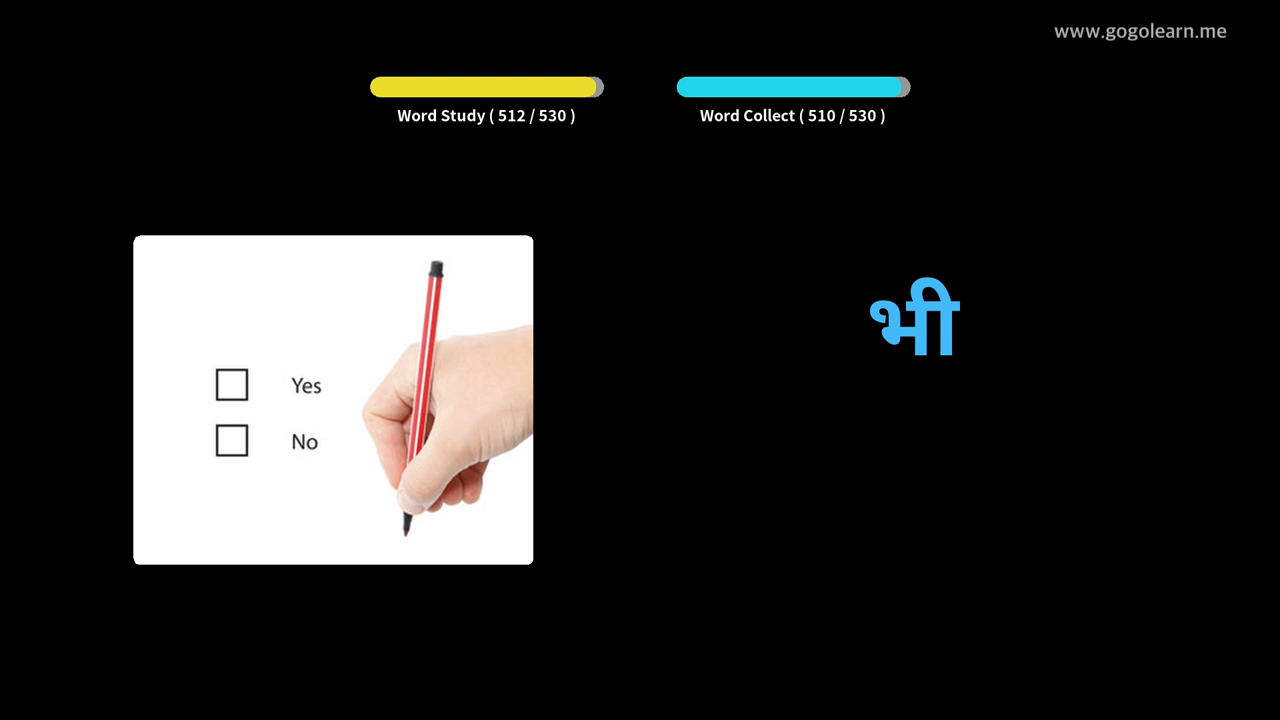 www.gogolearn.me
Word Study ( 512 / 530 )
Word Collect ( 510 / 530 )
भी
Yes
No